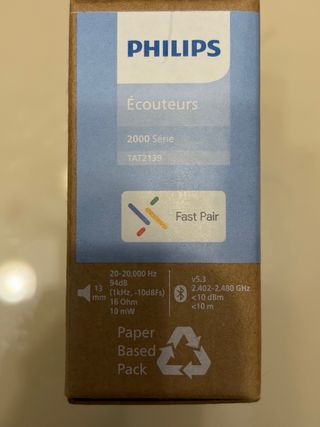 PHILIPS
Écouteurs
2000 Série
TAT2139
Fast Pair
13
mm
20-20,000 Hz
94dB
(1kHz, -10dBFs)
16 Ohm
10 mW
v5.3
2.402-2.480 GHz
<10 dBm
<10 m
Paper
Based
Pack